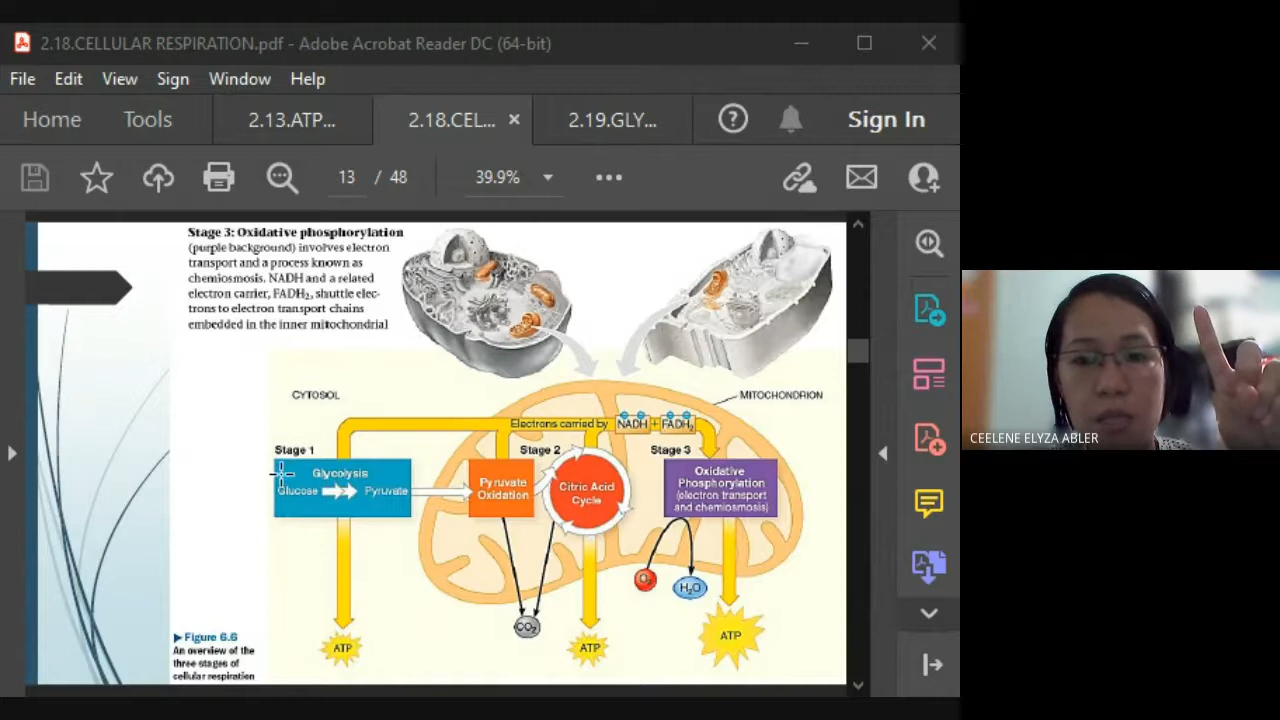 2.18.CELLULAR RESPIRATION.pdf - Adobe Acrobat Reader DC (64-bit)
File Edit View Sign Window Help
Home Tools 2.13.ATP... 2.18.CEL... 2.19.GLY... Sign In
13 / 48 39.9%
Stage 3: Oxidative phosphorylation
(purple background) involves electron
transport and a process known as
chemiosmosis. NADH and a related
electron carrier, FADH₂, shuttle elec-
trons to electron transport chains
embedded in the inner mitochondrial
CYTOSOL
MITOCHONDRION
Electrons carried by NADH + FADH₂
Stage 1
Stage 2
Stage 3
Glycolysis
Glucose Pyruvate
Pyruvate
Oxidation
Citric Acid
Cycle
Oxidative
Phosphorylation
(electron transport
and chemiosmosis)
O₂
H₂O
CO₂
ATP
ATP
ATP
Figure 6.6
An overview of the
three stages of
cellular respiration
CEELENE ELYZA ABLER